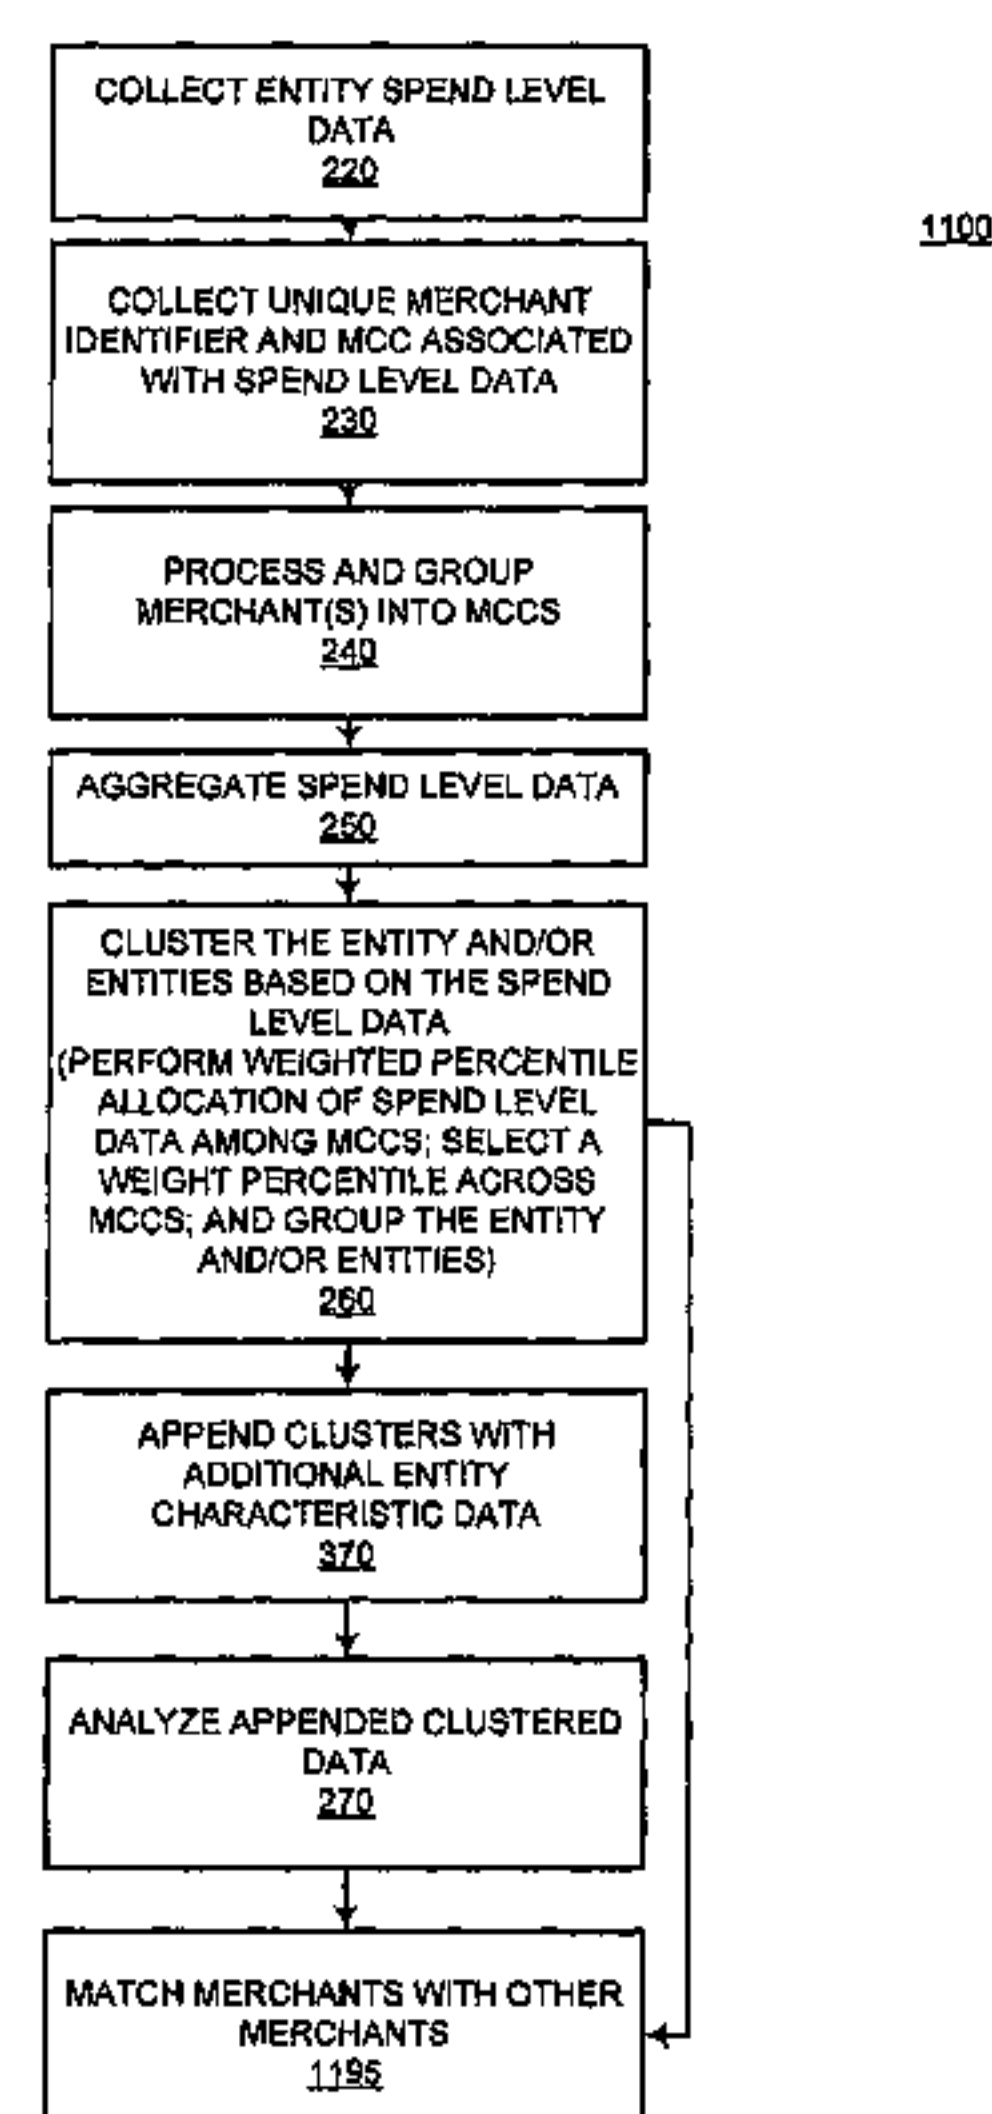 COLLECT ENTITY SPEND LEVEL
DATA
220
1100
COLLECT UNIQUE MERCHANT
IDENTIFIER AND MCC ASSOCIATED
WITH SPEND LEVEL DATA
230
PROCESS AND GROUP
MERCHANT(S) INTO MCCS
240
AGGREGATE SPEND LEVEL DATA
250
CLUSTER THE ENTITY AND/OR
ENTITIES BASED ON THE SPEND
LEVEL DATA
(PERFORM WEIGHTED PERCENTILE
ALLOCATION OF SPEND LEVEL
DATA AMONG MCCS; SELECT A
WEIGHT PERCENTILE ACROSS
MCCS; AND GROUP THE ENTITY
AND/OR ENTITIES)
260
APPEND CLUSTERS WITH
ADDITIONAL ENTITY
CHARACTERISTIC DATA
370
ANALYZE APPENDED CLUSTERED
DATA
270
MATCH MERCHANTS WITH OTHER
MERCHANTS
1195